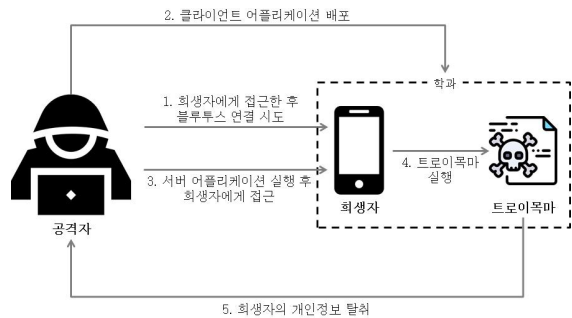 2. 클라이언트 어플리케이션 배포
학과
1. 희생자에게 접근한 후
블루투스 연결 시도
3. 서버 어플리케이션 실행 후
희생자에게 접근
4. 트로이목마
실행
공격자
희생자
트로이목마
5. 희생자의 개인정보 탈취